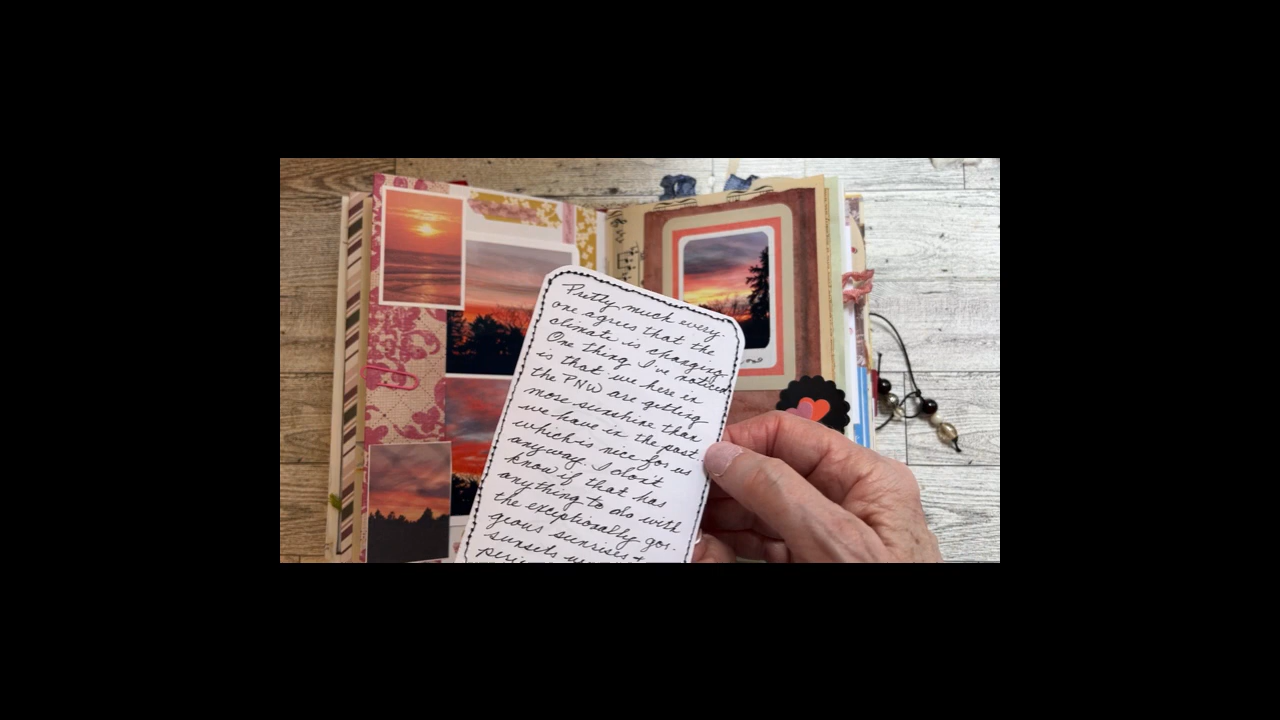 Pretty much every-
one agrees that the
climate is changing.
One thing I've noticed
is that we here in
the PNW are getting
more sunshine than
we have in the past.
which is nice for us
anyway. I don't
know if that has
anything to do with
the exceptionally gor-
geous sunrises +
sunsets